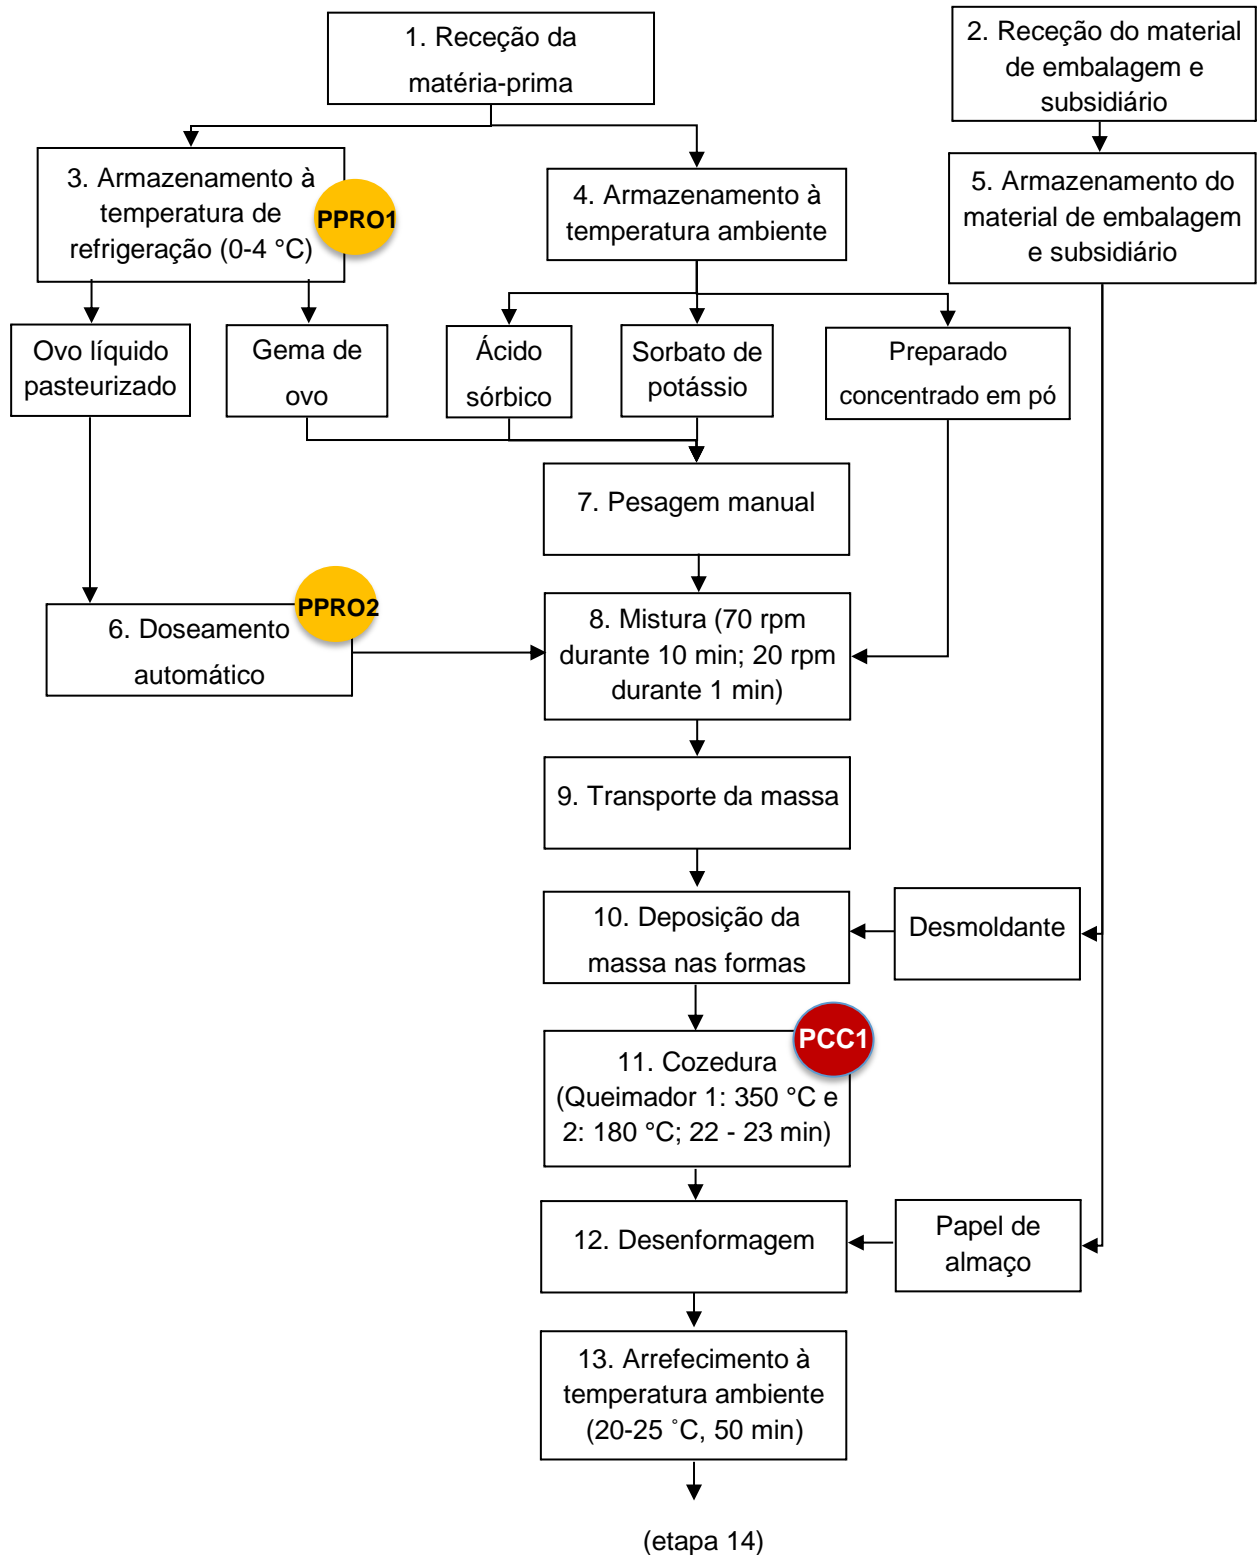 1. Receção da
matéria-prima
2. Receção do material
de embalagem e
subsidiário
3. Armazenamento à
temperatura de
refrigeração (0-4 °C)
PPRO1
4. Armazenamento à
temperatura ambiente
5. Armazenamento do
material de embalagem
e subsidiário
Ovo líquido
pasteurizado
Gema de
ovo
Ácido
sórbico
Sorbato de
potássio
Preparado
concentrado em pó
7. Pesagem manual
PPRO2
6. Doseamento
automático
8. Mistura (70 rpm
durante 10 min; 20 rpm
durante 1 min)
9. Transporte da massa
10. Deposição da
massa nas formas
Desmoldante
PCC1
11. Cozedura
(Queimador 1: 350 °C e
2: 180 °C; 22 - 23 min)
12. Desenformagem
Papel de
almaço
13. Arrefecimento à
temperatura ambiente
(20-25 ˚C, 50 min)
(etapa 14)